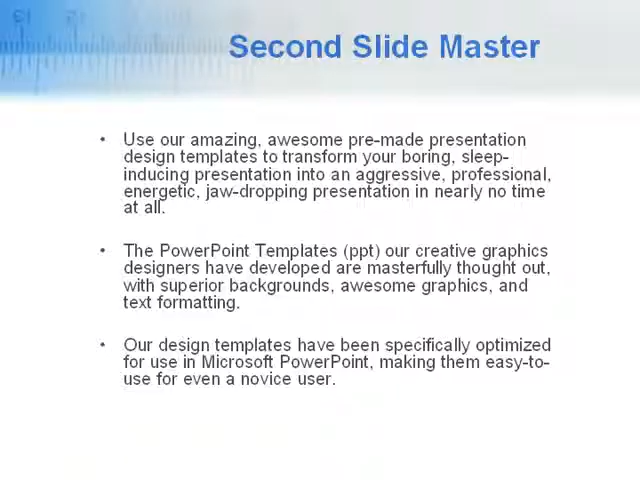 Second Slide Master
• Use our amazing, awesome pre-made presentation
design templates to transform your boring, sleep-
inducing presentation into an aggressive, professional,
energetic, jaw-dropping presentation in nearly no time
at all.
• The PowerPoint Templates (ppt) our creative graphics
designers have developed are masterfully thought out,
with superior backgrounds, awesome graphics, and
text formatting.
• Our design templates have been specifically optimized
for use in Microsoft PowerPoint, making them easy-to-
use for even a novice user.